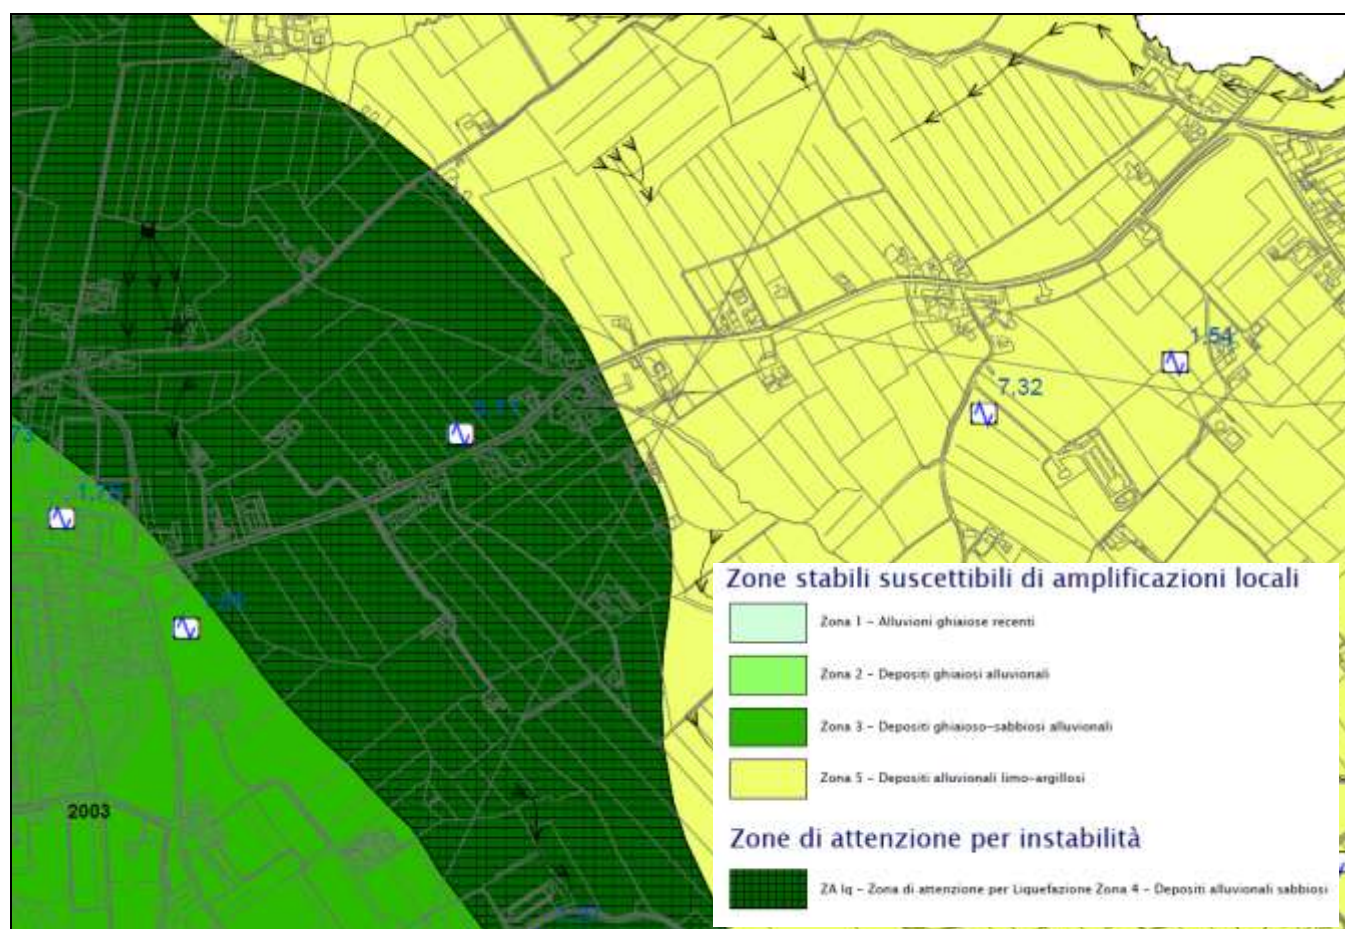 1.54
7,32
2003
Zone stabili suscettibili di amplificazioni locali
Zona 1 - Alluvioni ghiaiose recenti
Zona 2 - Depositi ghiaiosi alluvionali
Zona 3 - Depositi ghiaioso-sabbiosi alluvionali
Zona 5 - Depositi alluvionali limo-argillosi
Zone di attenzione per instabilità
ZA lq - Zona di attenzione per Liquefazione Zona 4 - Depositi alluvionali sabbiosi